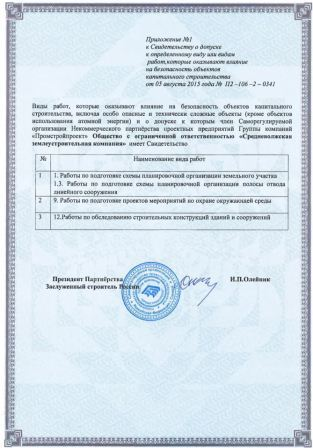 Приложение №1
к Свидетельству о допуске
к определенному виду или видам
работ, которые оказывают влияние
на безопасность объектов
капитального строительства
от 05 августа 2015 года № П2 –106 –2 – 0341
Виды работ, которые оказывают влияние на безопасность объектов капитального
строительства, включая особо опасные и технически сложные объекты (кроме объектов
использования атомной энергии) и о допуске к которым член Саморегулируемой
организации Некоммерческого партнёрства проектных предприятий Группы компаний
«Промстройпроект» Общество с ограниченной ответственностью «Средневолжская
землеустроительная компания» имеет Свидетельство
№ Наименование вида работ
1 1. Работы по подготовке схемы планировочной организации земельного участка
1.3. Работы по подготовке схемы планировочной организации полосы отвода
линейного сооружения
2 9. Работы по подготовке проектов мероприятий по охране окружающей среды
3 12.Работы по обследованию строительных конструкций зданий и сооружений
Президент Партнёрства И.П.Олейник
Заслуженный строитель России